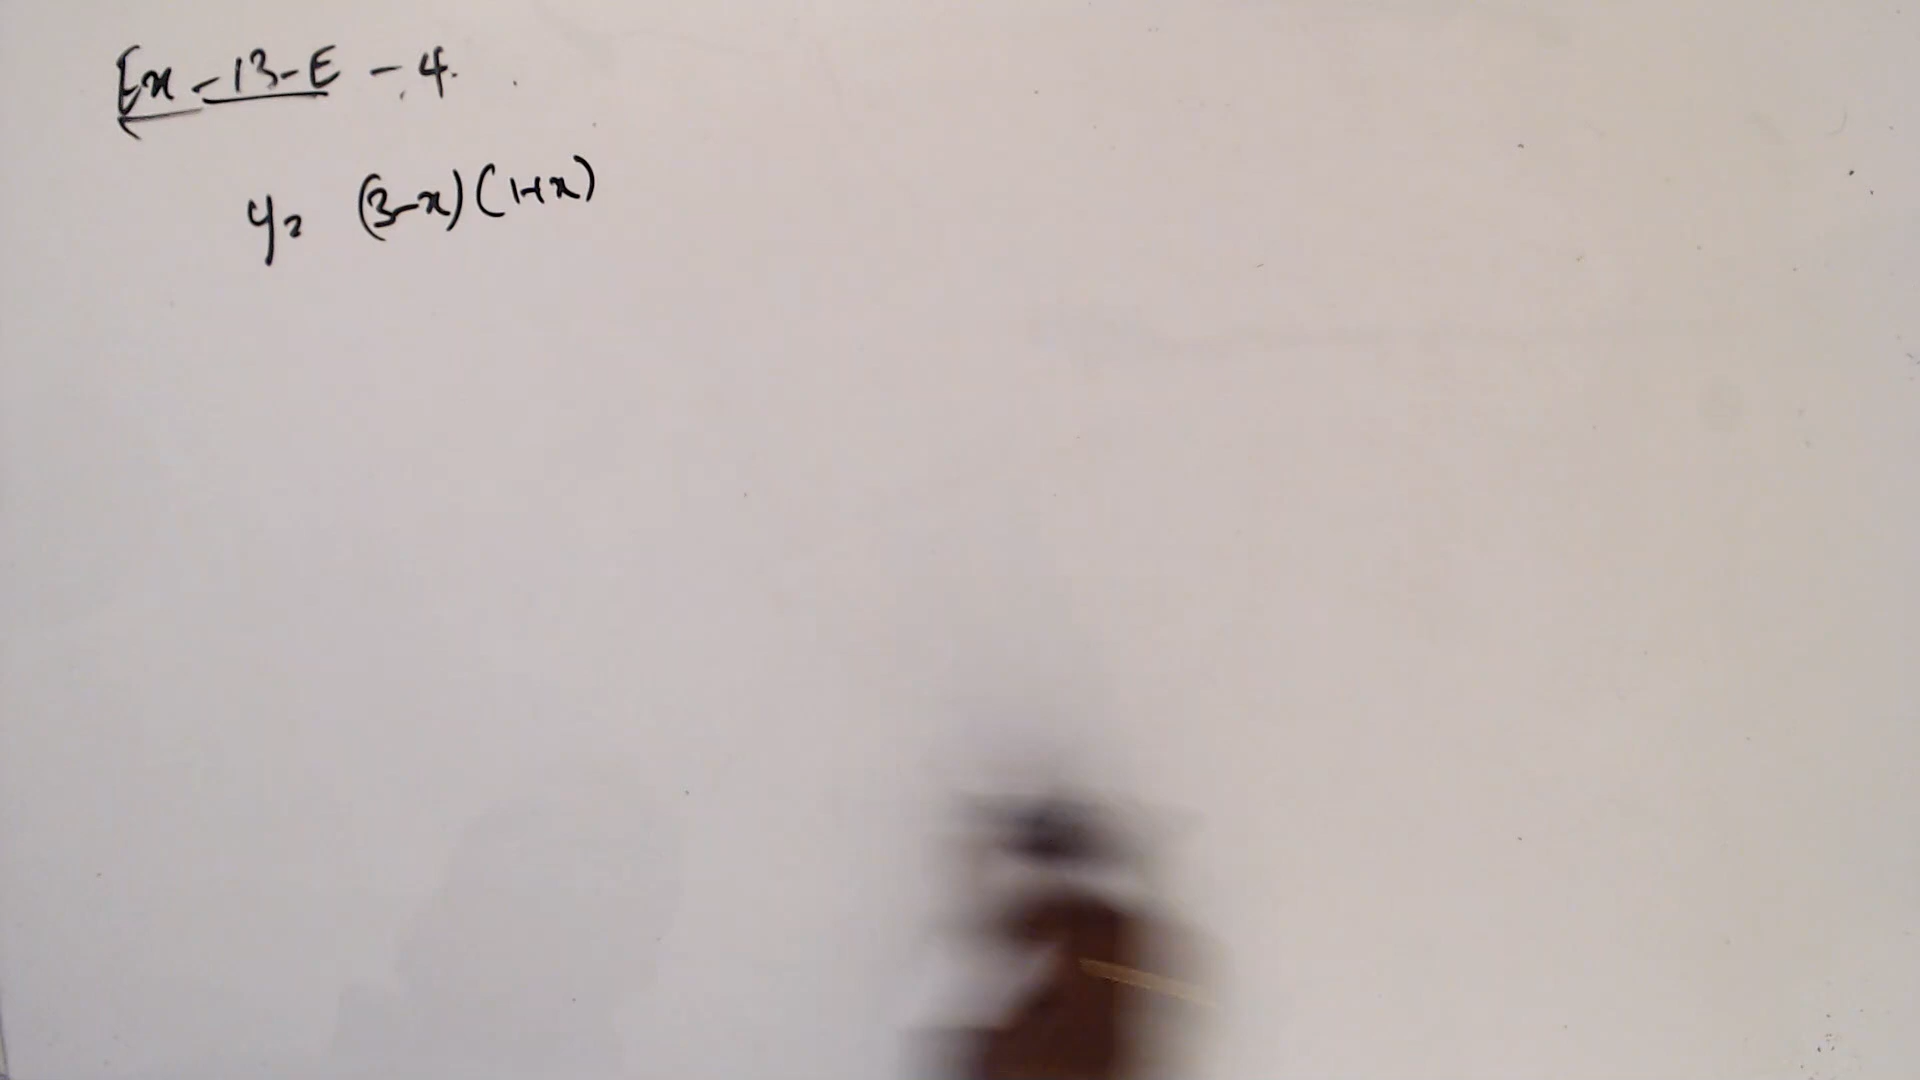 Ex - 13 - E - 4.
y = (3-x)(1+x)